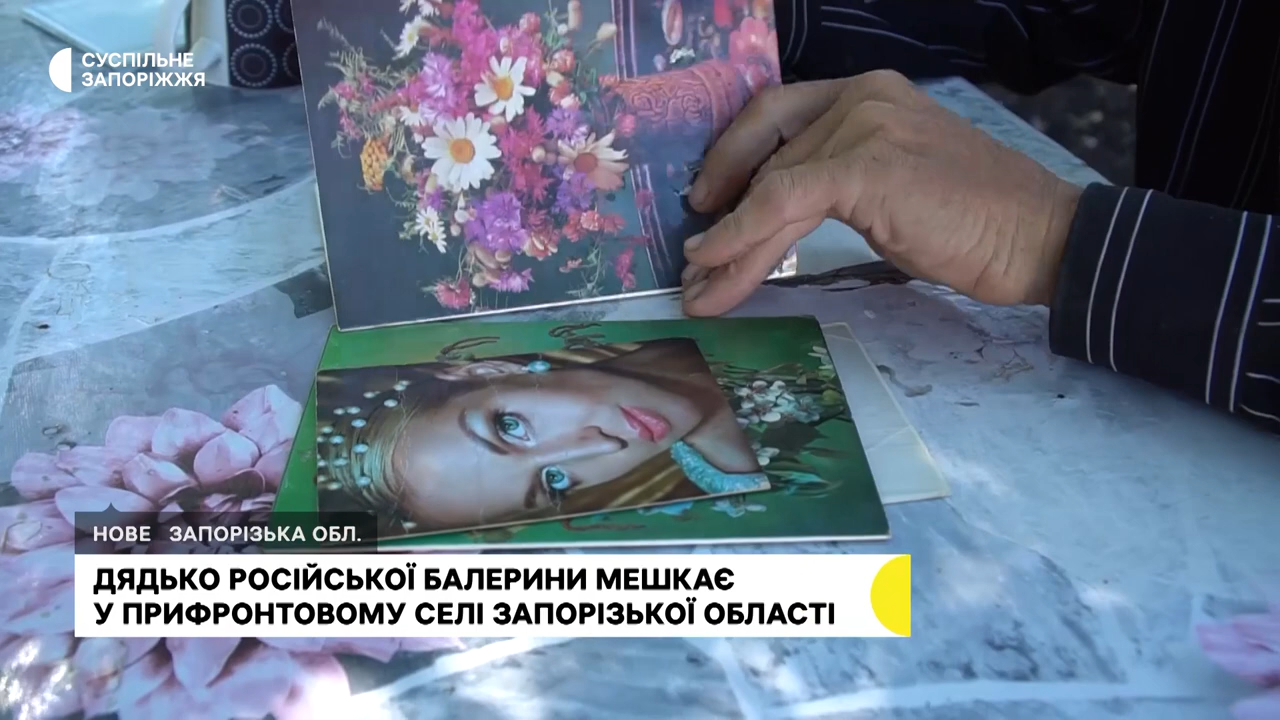 СУСПІЛЬНЕ
ЗАПОРІЖЖЯ
НОВЕ ЗАПОРІЗЬКА ОБЛ.
ДЯДЬКО РОСІЙСЬКОЇ БАЛЕРИНИ МЕШКАЄ
У ПРИФРОНТОВОМУ СЕЛІ ЗАПОРІЗЬКОЇ ОБЛАСТІ